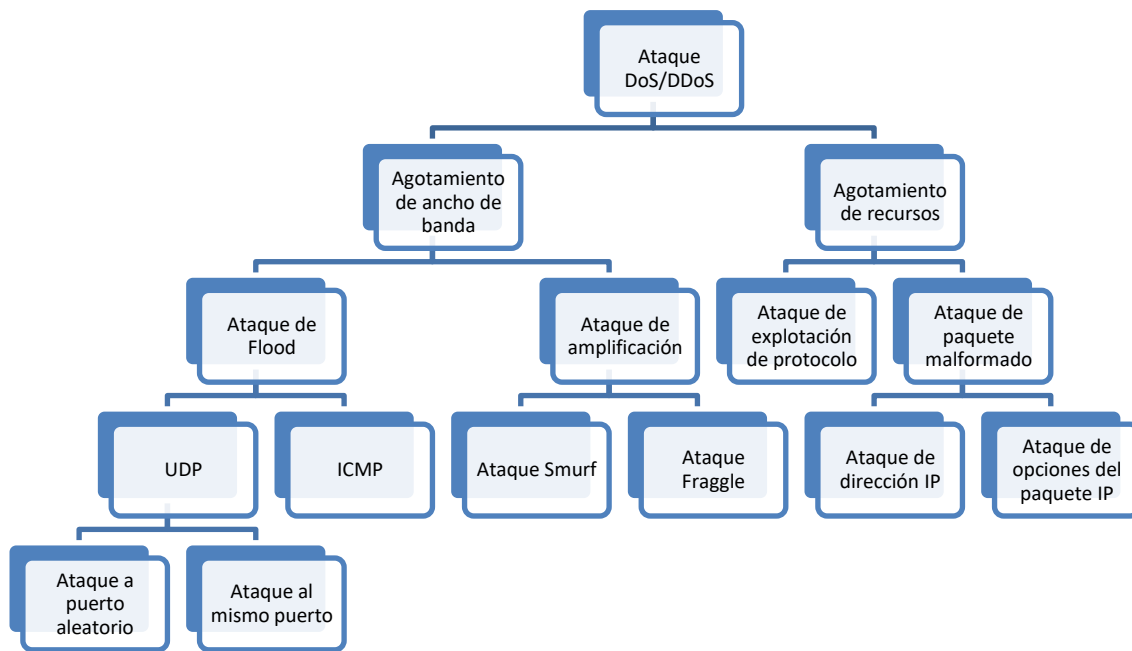 Ataque
DoS/DDoS
Agotamiento
de ancho de
banda
Agotamiento
de recursos
Ataque de
Flood
Ataque de
amplificación
Ataque de
explotación
de protocolo
Ataque de
paquete
malformado
UDP
ICMP
Ataque Smurf
Ataque
Fraggle
Ataque de
dirección IP
Ataque de
opciones del
paquete IP
Ataque a
puerto
aleatorio
Ataque al
mismo puerto